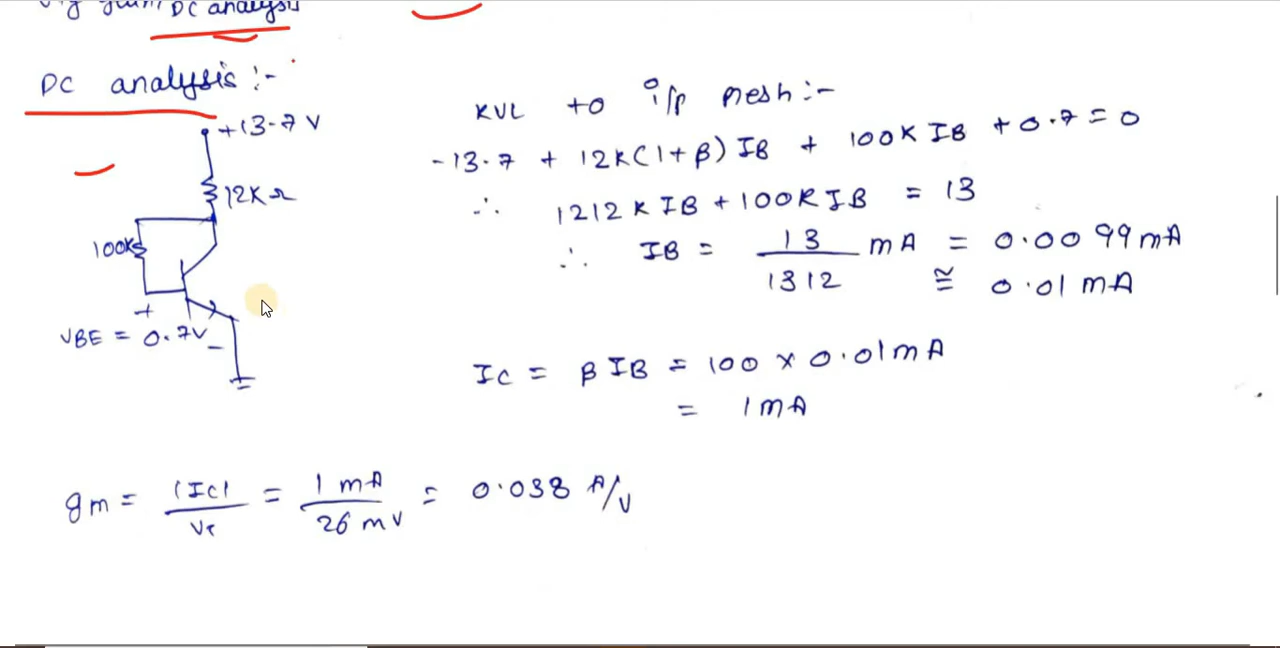 DC analysis
DC analysis :-
+13.7 V
12KΩ
100K
+
VBE = 0.7V
-
KVL to i/p mesh :-
-13.7 + 12K(1+β) IB + 100K IB + 0.7 = 0
∴ 1212K IB + 100K IB = 13
∴ IB = 13/1312 mA = 0.0099 mA
≅ 0.01 mA
IC = β IB = 100 × 0.01 mA
= 1 mA
gm = |IC|/VT = 1 mA/26 mV = 0.038 A/V